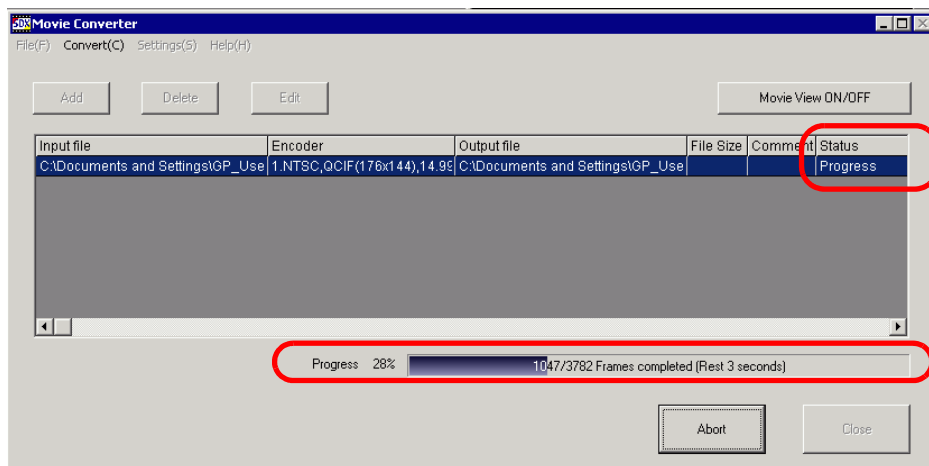 SDX Movie Converter
File(F) Convert(C) Settings(S) Help(H)
Add Delete Edit Movie View ON/OFF
Input file Encoder Output file File Size Comment Status
C:\Documents and Settings\GP_Use 1.NTSC,QCIF(176x144),14.99 C:\Documents and Settings\GP_Use Progress
Progress 28% 1047/3782 Frames completed (Rest 3 seconds)
Abort Close